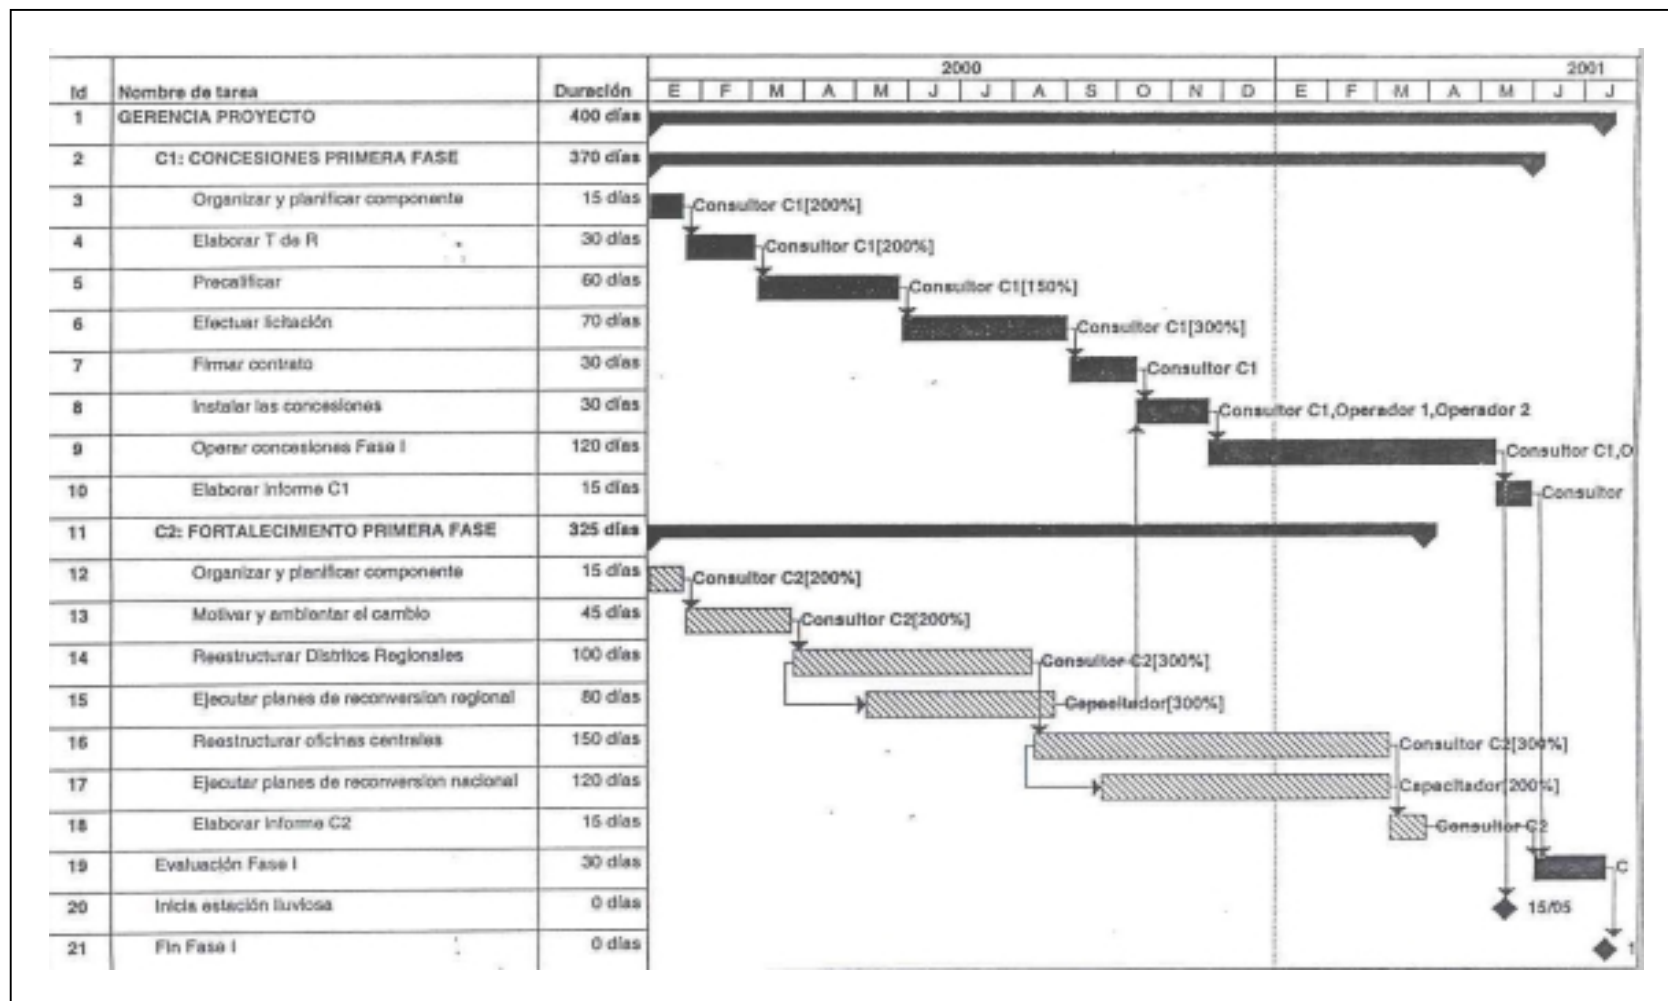 2000 2001
Id Nombre de tarea Duración E F M A M J J A S O N D E F M A M J J
1 GERENCIA PROYECTO 400 días
2 C1: CONCESIONES PRIMERA FASE 370 días
3 Organizar y planificar componente 15 días Consultor C1[200%]
4 Elaborar T de R 30 días Consultor C1[200%]
5 Precalificar 60 días Consultor C1[150%]
6 Efectuar licitación 70 días Consultor C1[300%]
7 Firmar contrato 30 días Consultor C1
8 Instalar las concesiones 30 días Consultor C1,Operador 1,Operador 2
9 Operar concesiones Fase I 120 días Consultor C1,O
10 Elaborar Informe C1 15 días Consultor
11 C2: FORTALECIMIENTO PRIMERA FASE 325 días
12 Organizar y planificar componente 15 días Consultor C2[200%]
13 Motivar y ambientar el cambio 45 días Consultor C2[200%]
14 Reestructurar Distritos Regionales 100 días Consultor C2[300%]
15 Ejecutar planes de reconversion regional 80 días Capacitador[300%]
16 Reestructurar oficinas centrales 150 días Consultor C2[300%]
17 Ejecutar planes de reconversion nacional 120 días Capacitador[200%]
18 Elaborar Informe C2 15 días Consultor C2
19 Evaluación Fase I 30 días C
20 Inicia estación lluviosa 0 días 15/05
21 Fin Fase I 0 días 1